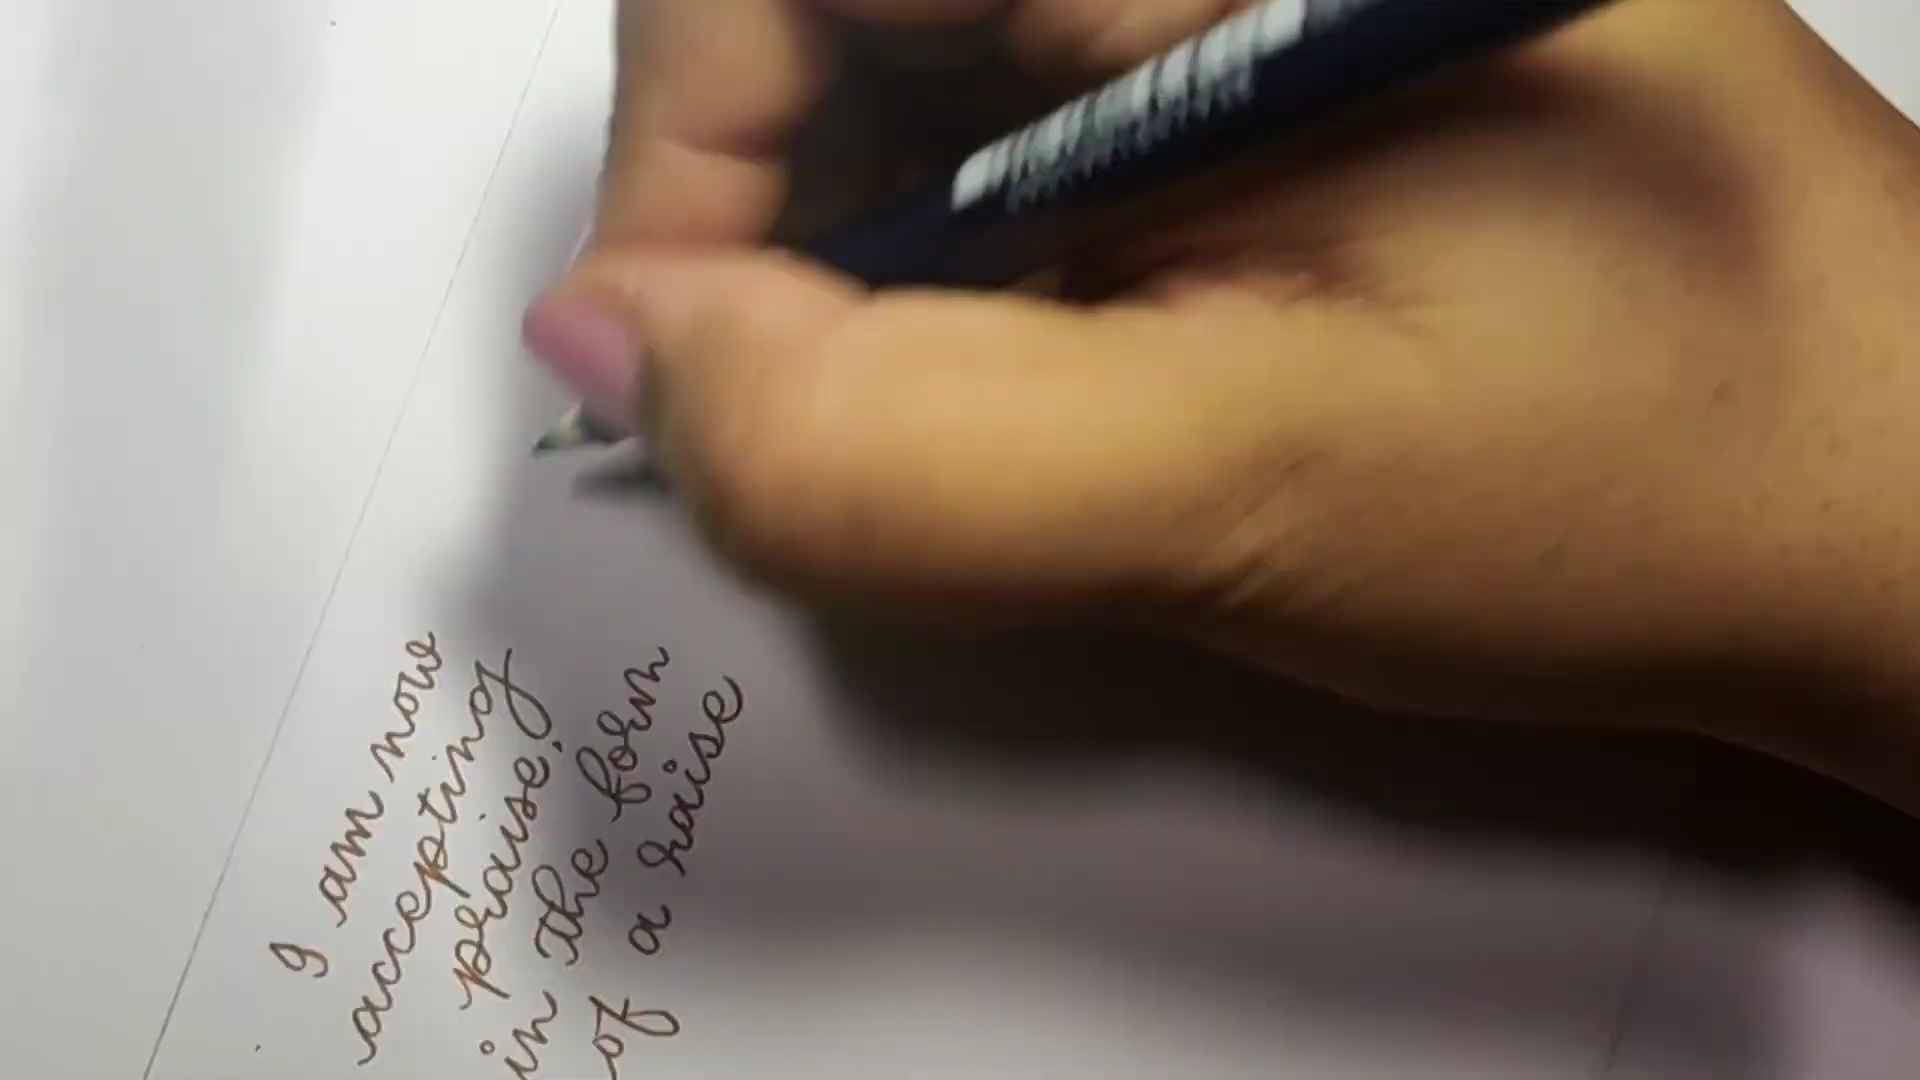 I am now
accepting
praise.
in the form
of a raise